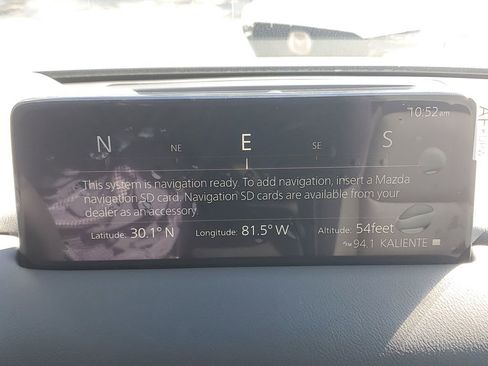 10:52am
N NE E SE S
This system is navigation ready. To add navigation, insert a Mazda
navigation SD card. Navigation SD cards are available from your
dealer as an accessory.
Latitude: 30.1° N Longitude: 81.5° W Altitude: 54feet
94.1 KALIENTE